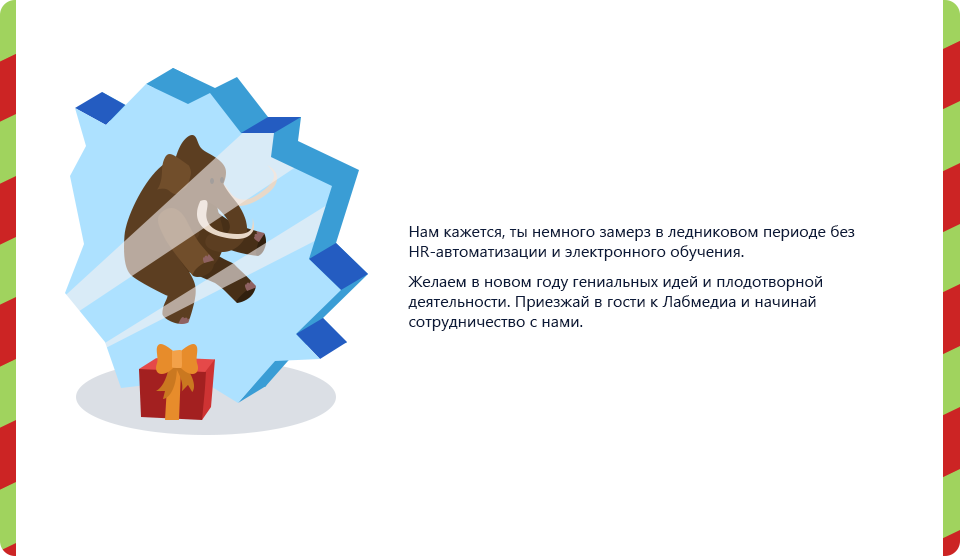 Нам кажется, ты немного замерз в ледниковом периоде без
HR-автоматизации и электронного обучения.
Желаем в новом году гениальных идей и плодотворной
деятельности. Приезжай в гости к Лабмедиа и начинай
сотрудничество с нами.